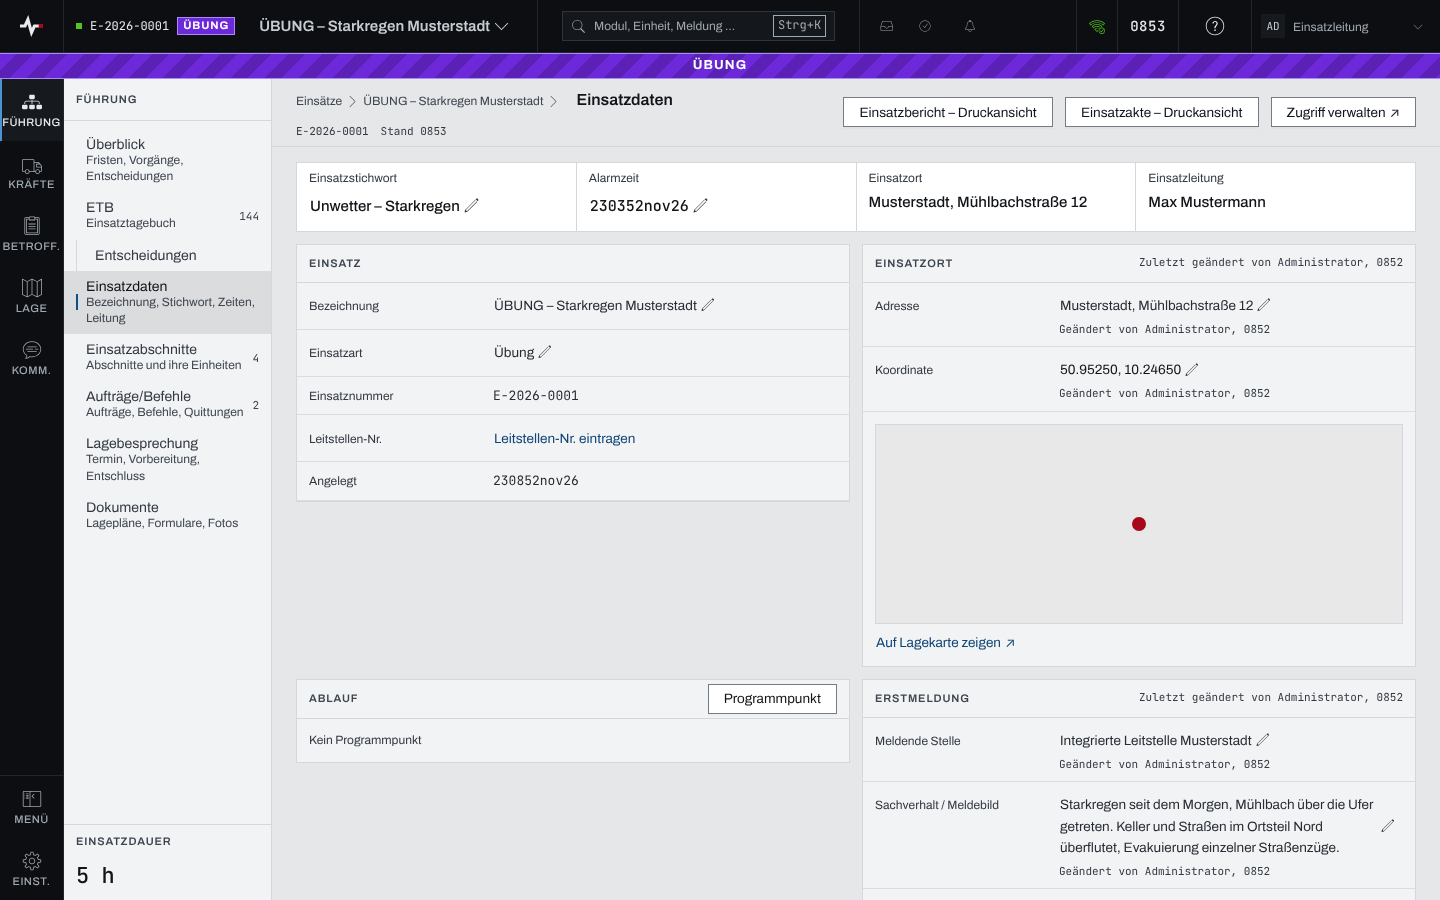 E-2026-0001 ÜBUNG ÜBUNG – Starkregen Musterstadt Modul, Einheit, Meldung ... Strg+K 0853 ? AD Einsatzleitung
ÜBUNG
FÜHRUNG
KRÄFTE
BETROFF.
LAGE
KOMM.
MENÜ
EINST.
FÜHRUNG
Überblick
Fristen, Vorgänge,
Entscheidungen
ETB
Einsatztagebuch
144
Entscheidungen
Einsatzdaten
Bezeichnung, Stichwort, Zeiten,
Leitung
Einsatzabschnitte
Abschnitte und ihre Einheiten
4
Aufträge/Befehle
Aufträge, Befehle, Quittungen
2
Lagebesprechung
Termin, Vorbereitung,
Entschluss
Dokumente
Lagepläne, Formulare, Fotos
EINSATZDAUER
5 h
Einsätze ÜBUNG – Starkregen Musterstadt Einsatzdaten
E-2026-0001 Stand 0853
Einsatzbericht – Druckansicht
Einsatzakte – Druckansicht
Zugriff verwalten ↗
Einsatzstichwort
Unwetter – Starkregen
Alarmzeit
230352nov26
Einsatzort
Musterstadt, Mühlbachstraße 12
Einsatzleitung
Max Mustermann
EINSATZ
Bezeichnung ÜBUNG – Starkregen Musterstadt
Einsatzart Übung
Einsatznummer E-2026-0001
Leitstellen-Nr. Leitstellen-Nr. eintragen
Angelegt 230852nov26
EINSATZORT Zuletzt geändert von Administrator, 0852
Adresse Musterstadt, Mühlbachstraße 12
Geändert von Administrator, 0852
Koordinate 50.95250, 10.24650
Geändert von Administrator, 0852
Auf Lagekarte zeigen ↗
ABLAUF Programmpunkt
Kein Programmpunkt
ERSTMELDUNG Zuletzt geändert von Administrator, 0852
Meldende Stelle Integrierte Leitstelle Musterstadt
Geändert von Administrator, 0852
Sachverhalt / Meldebild Starkregen seit dem Morgen, Mühlbach über die Ufer
getreten. Keller und Straßen im Ortsteil Nord
überflutet, Evakuierung einzelner Straßenzüge.
Geändert von Administrator, 0852